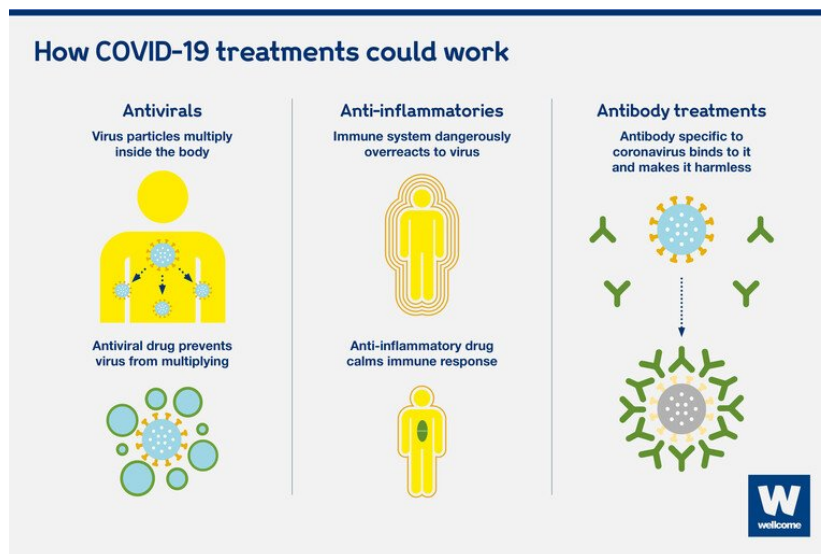 How COVID-19 treatments could work
Antivirals
Virus particles multiply
inside the body
Antiviral drug prevents
virus from multiplying
Anti-inflammatories
Immune system dangerously
overreacts to virus
Anti-inflammatory drug
calms immune response
Antibody treatments
Antibody specific to
coronavirus binds to it
and makes it harmless
W
wellcome